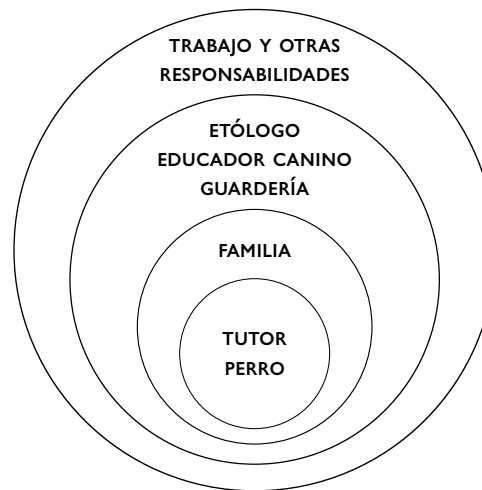 TRABAJO Y OTRAS
RESPONSABILIDADES
ETÓLOGO
EDUCADOR CANINO
GUARDERÍA
FAMILIA
TUTOR
PERRO